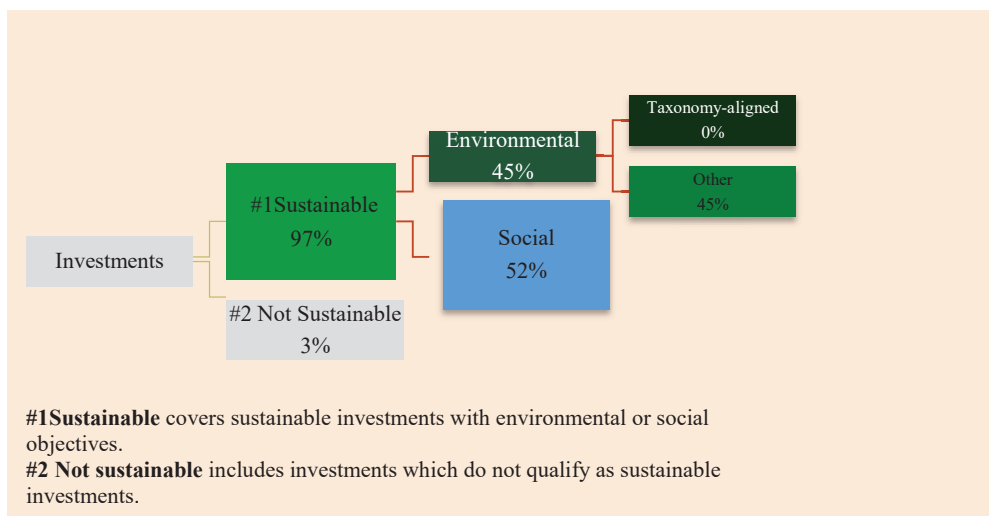 Taxonomy-aligned
0%
Environmental
45%
Other
45%
#1Sustainable
97%
Social
52%
Investments
#2 Not Sustainable
3%
#1Sustainable covers sustainable investments with environmental or social
objectives.
#2 Not sustainable includes investments which do not qualify as sustainable
investments.